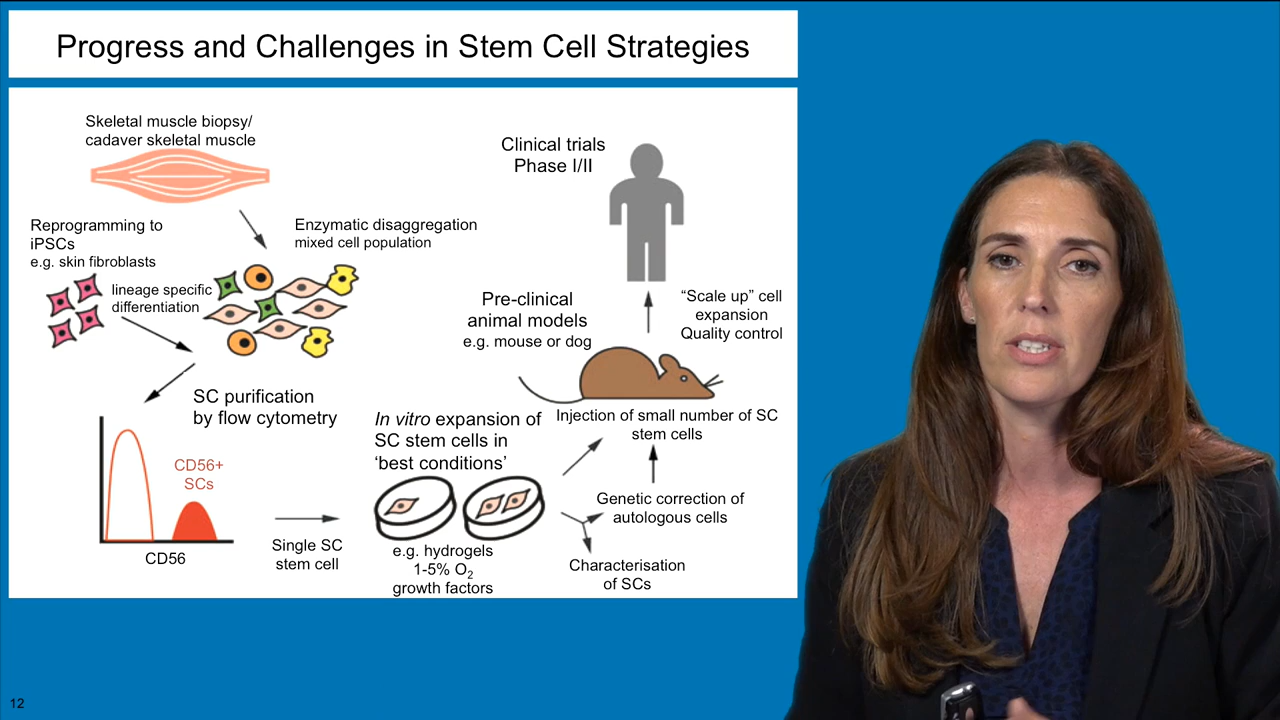 Progress and Challenges in Stem Cell Strategies
Skeletal muscle biopsy/
cadaver skeletal muscle
Reprogramming to
iPSCs
e.g. skin fibroblasts
Enzymatic disaggregation
mixed cell population
lineage specific
differentiation
SC purification
by flow cytometry
CD56+
SCs
CD56
Single SC
stem cell
In vitro expansion of
SC stem cells in
‘best conditions’
e.g. hydrogels
1-5% O₂
growth factors
Clinical trials
Phase I/II
“Scale up” cell
expansion
Quality control
Pre-clinical
animal models
e.g. mouse or dog
Injection of small number of SC
stem cells
Genetic correction of
autologous cells
Characterisation
of SCs
12